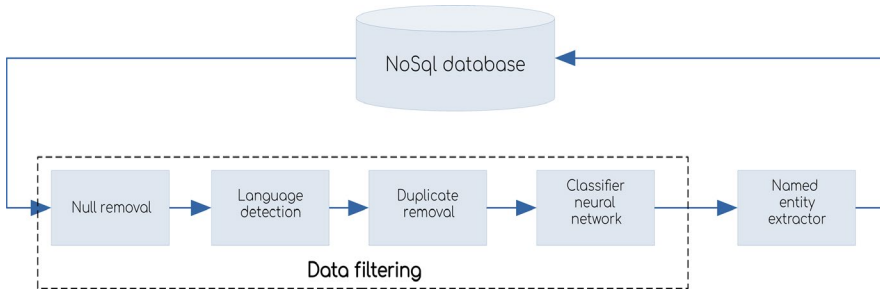 NoSql database
Null removal
Language
detection
Duplicate
removal
Classifier
neural
network
Named
entity
extractor
Data filtering